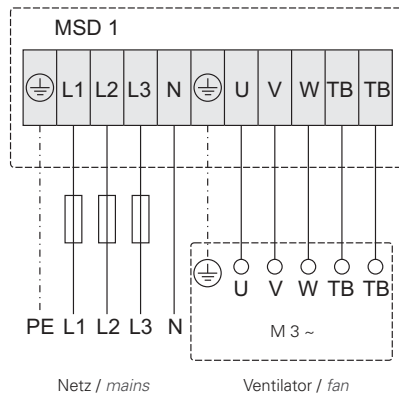 MSD 1
L1 L2 L3 N U V W TB TB
U V W TB TB
PE L1 L2 L3 N
M 3 ~
Netz / mains Ventilator / fan